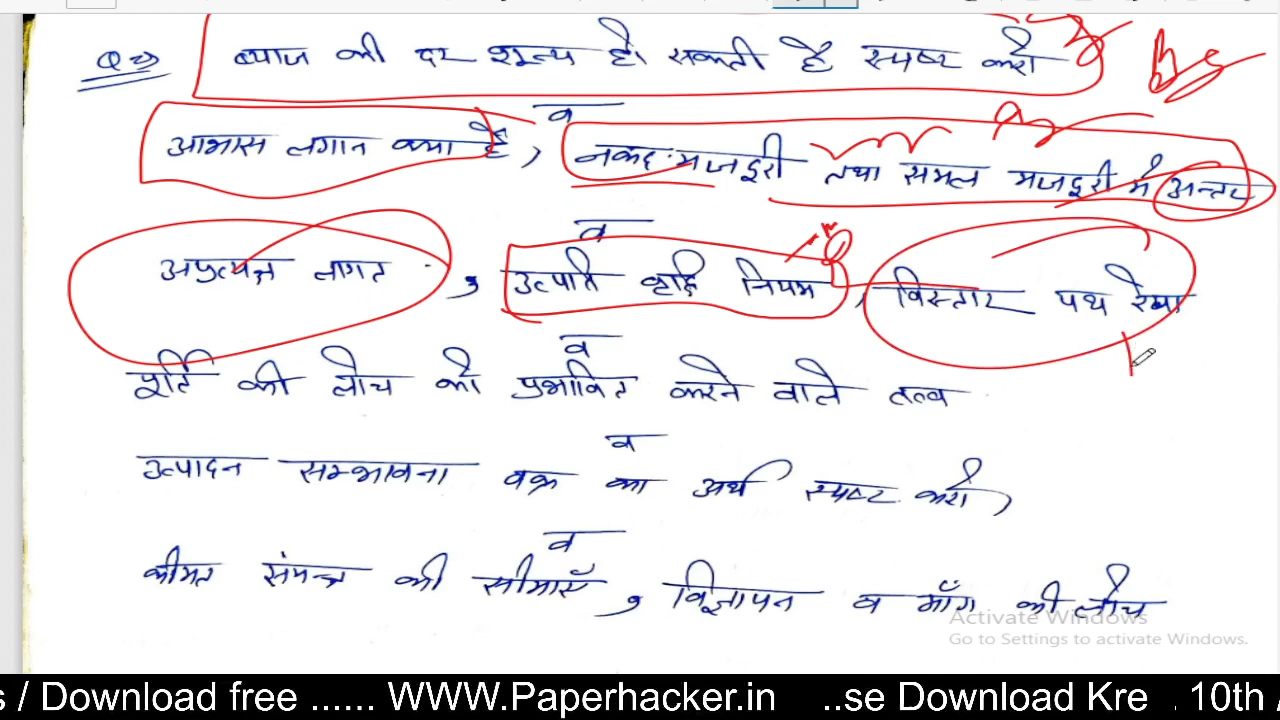 Q⇒ ब्याज की दर शून्य हो सकती है स्पष्ट करो
व
आभास लगान क्या है, नकद मजदूरी तथा असल मजदूरी में अन्तर
व
अप्रत्यक्ष लागत, उत्पत्ति वृद्धि नियम, विस्तार पथ रेखा
व
पूर्ति की लोच को प्रभावित करने वाले तत्व
व
उत्पादन सम्भावना वक्र का अर्थ स्पष्ट करो,
व
कीमत संयन्त्र की सीमाएँ, विज्ञापन व माँग की लोच
Activate Windows
Go to Settings to activate Windows.
s / Download free ...... WWW.Paperhacker.in ..se Download Kre . 10th